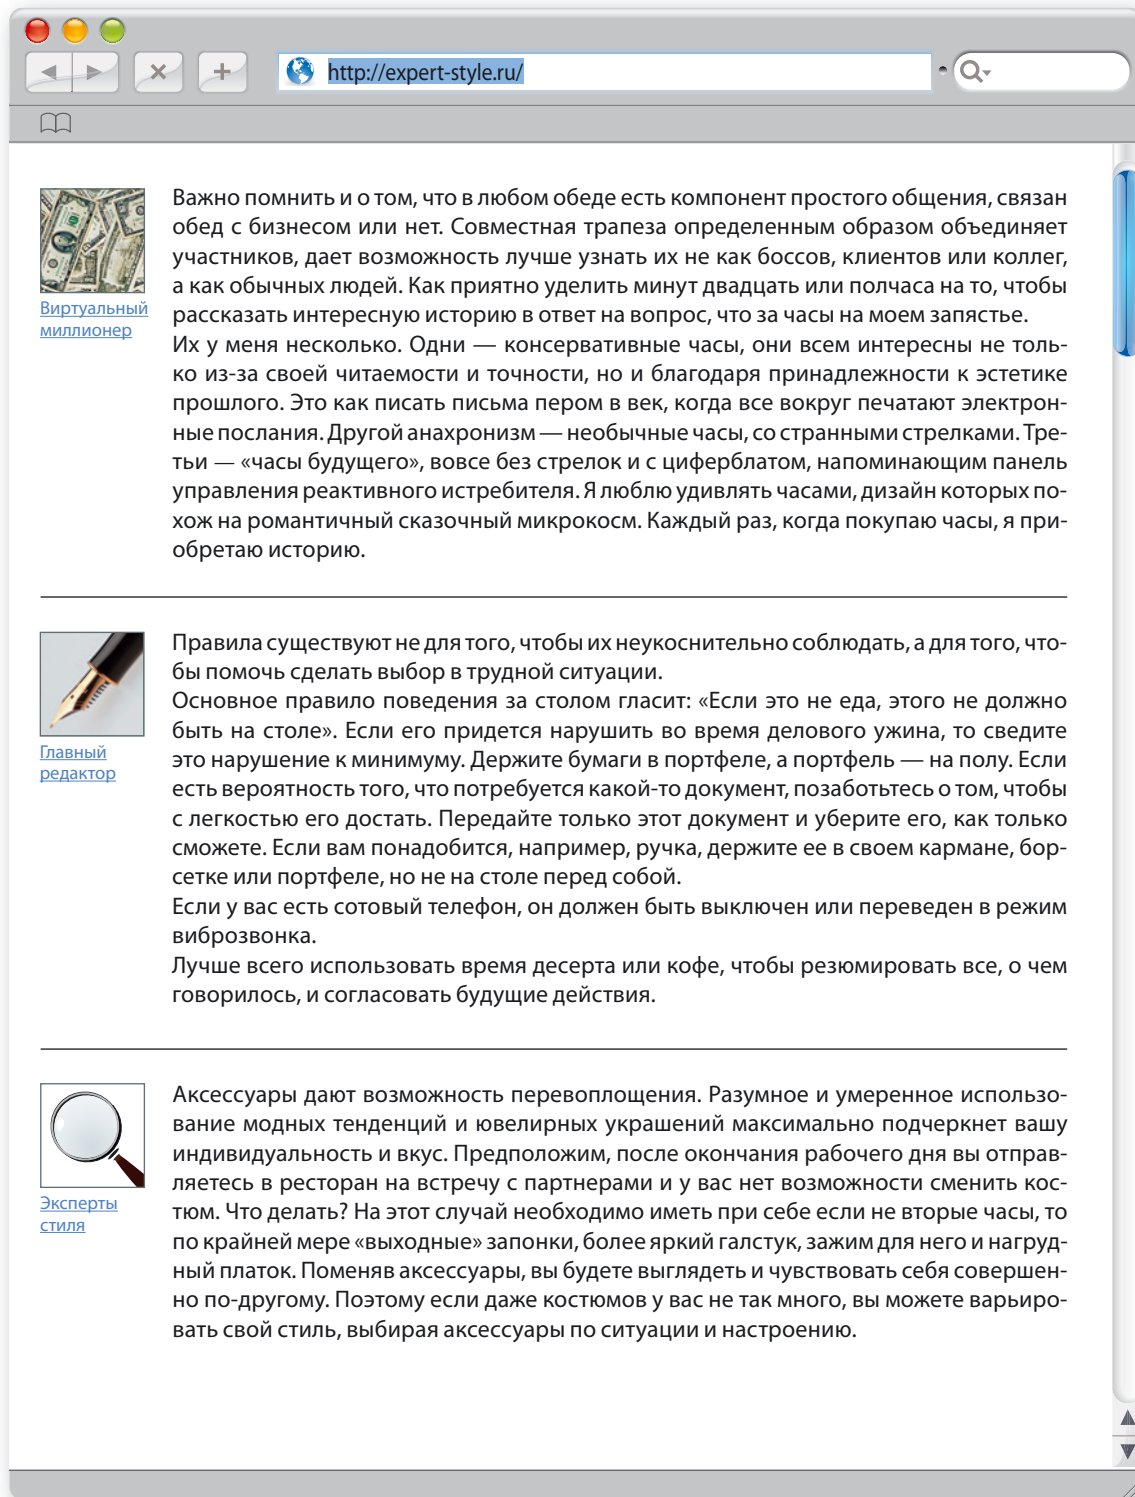 http://expert-style.ru/
Виртуальный
миллионер
Важно помнить и о том, что в любом обеде есть компонент простого общения, связан
обед с бизнесом или нет. Совместная трапеза определенным образом объединяет
участников, дает возможность лучше узнать их не как боссов, клиентов или коллег,
а как обычных людей. Как приятно уделить минут двадцать или полчаса на то, чтобы
рассказать интересную историю в ответ на вопрос, что за часы на моем запястье.
Их у меня несколько. Одни — консервативные часы, они всем интересны не толь-
ко из-за своей читаемости и точности, но и благодаря принадлежности к эстетике
прошлого. Это как писать письма пером в век, когда все вокруг печатают электрон-
ные послания. Другой анахронизм — необычные часы, со странными стрелками. Тре-
тьи — «часы будущего», вовсе без стрелок и с циферблатом, напоминающим панель
управления реактивного истребителя. Я люблю удивлять часами, дизайн которых по-
хож на романтичный сказочный микрокосм. Каждый раз, когда покупаю часы, я при-
обретаю историю.
Главный
редактор
Правила существуют не для того, чтобы их неукоснительно соблюдать, а для того, что-
бы помочь сделать выбор в трудной ситуации.
Основное правило поведения за столом гласит: «Если это не еда, этого не должно
быть на столе». Если его придется нарушить во время делового ужина, то сведите
это нарушение к минимуму. Держите бумаги в портфеле, а портфель — на полу. Если
есть вероятность того, что потребуется какой-то документ, позаботьтесь о том, чтобы
с легкостью его достать. Передайте только этот документ и уберите его, как только
сможете. Если вам понадобится, например, ручка, держите ее в своем кармане, бор-
сетке или портфеле, но не на столе перед собой.
Если у вас есть сотовый телефон, он должен быть выключен или переведен в режим
виброзвонка.
Лучше всего использовать время десерта или кофе, чтобы резюмировать все, о чем
говорилось, и согласовать будущие действия.
Эксперты
стиля
Аксессуары дают возможность перевоплощения. Разумное и умеренное использо-
вание модных тенденций и ювелирных украшений максимально подчеркнет вашу
индивидуальность и вкус. Предположим, после окончания рабочего дня вы отправ-
ляетесь в ресторан на встречу с партнерами и у вас нет возможности сменить кос-
тюм. Что делать? На этот случай необходимо иметь при себе если не вторые часы, то
по крайней мере «выходные» запонки, более яркий галстук, зажим для него и нагруд-
ный платок. Поменяв аксессуары, вы будете выглядеть и чувствовать себя совершен-
но по-другому. Поэтому если даже костюмов у вас не так много, вы можете варьиро-
вать свой стиль, выбирая аксессуары по ситуации и настроению.